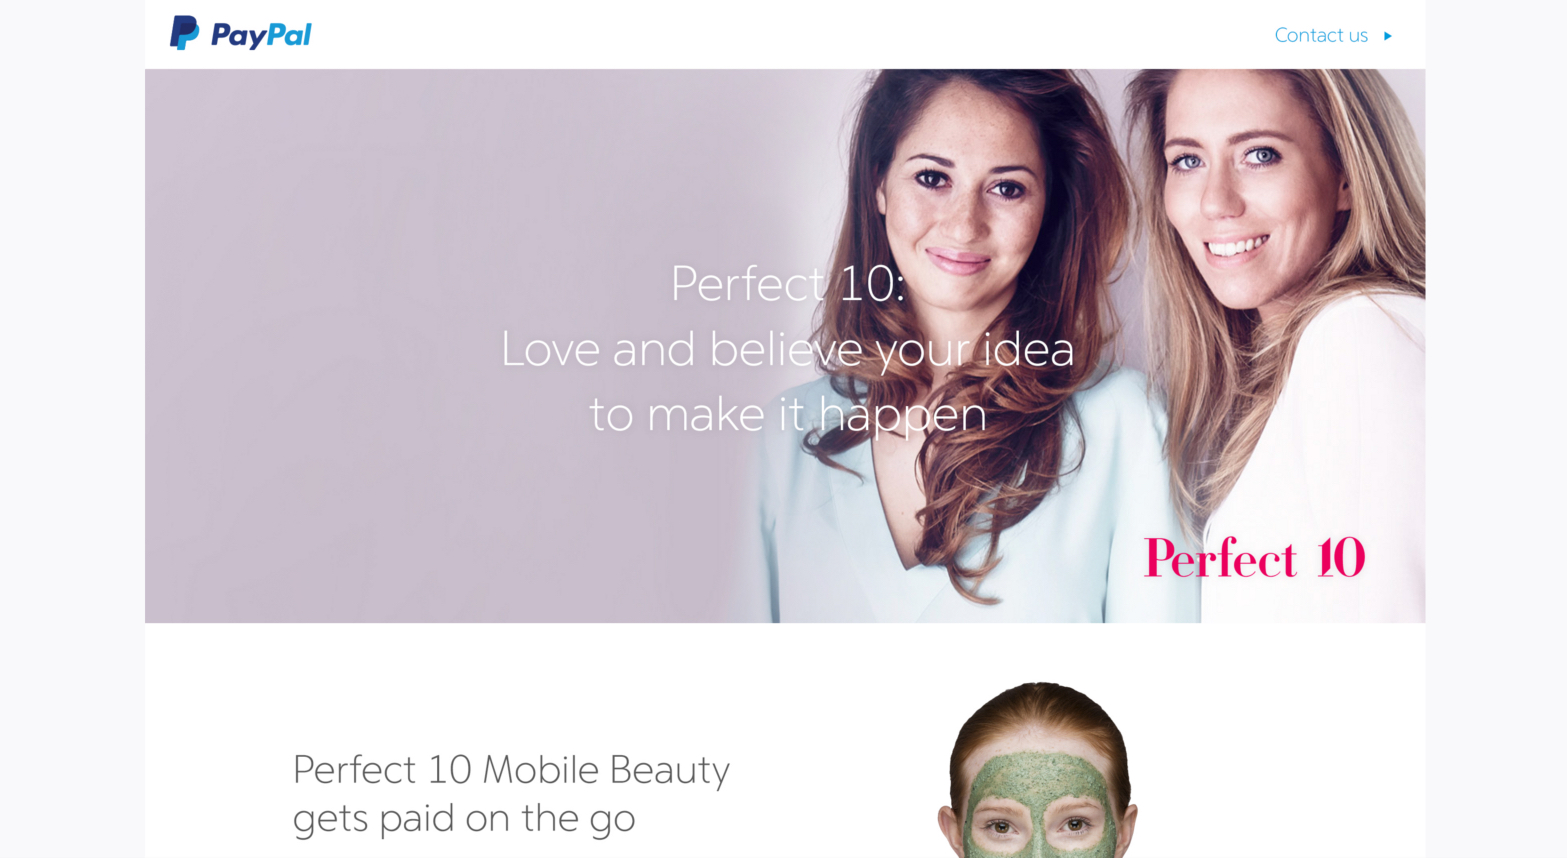 PayPal
Contact us
Perfect 10:
Love and believe your idea
to make it happen
Perfect 10
Perfect 10 Mobile Beauty
gets paid on the go